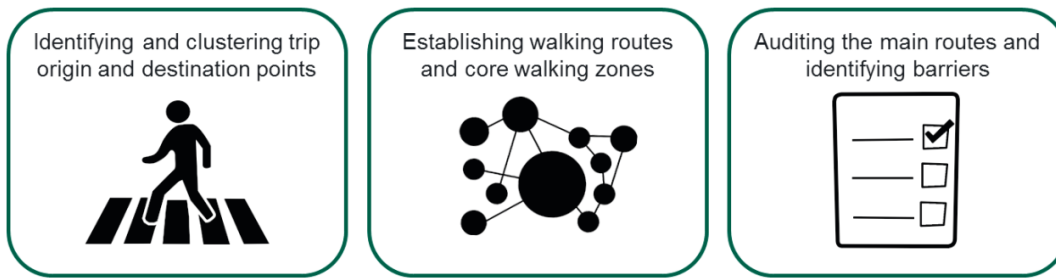 Identifying and clustering trip
origin and destination points
Establishing walking routes
and core walking zones
Auditing the main routes and
identifying barriers